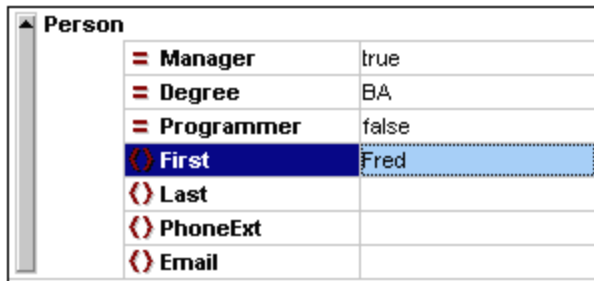 Person
= Manager true
= Degree BA
= Programmer false
() First Fred
() Last
() PhoneExt
() Email